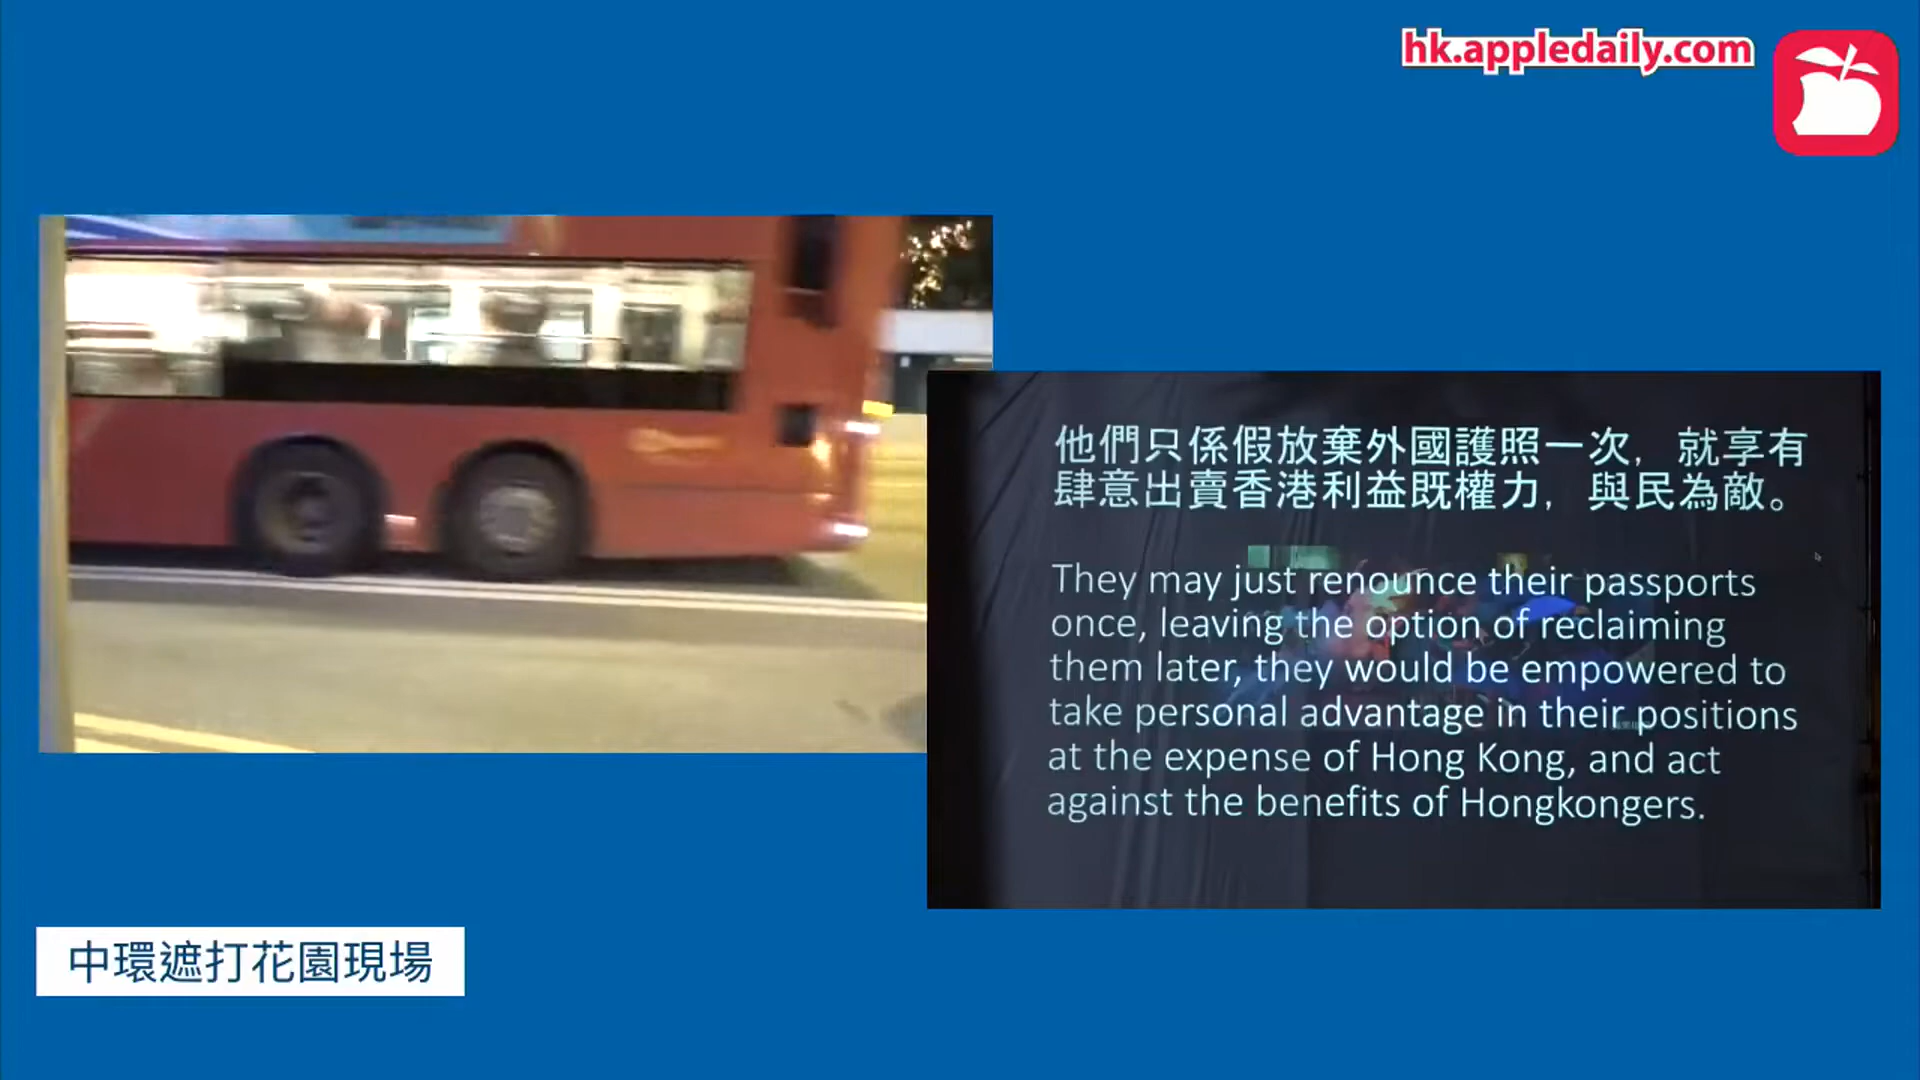 hk.appledaily.com
他們只係假放棄外國護照一次，就享有
肆意出賣香港利益既權力，與民為敵。
They may just renounce their passports
once, leaving the option of reclaiming
them later, they would be empowered to
take personal advantage in their positions
at the expense of Hong Kong, and act
against the benefits of Hongkongers.
中環遮打花園現場